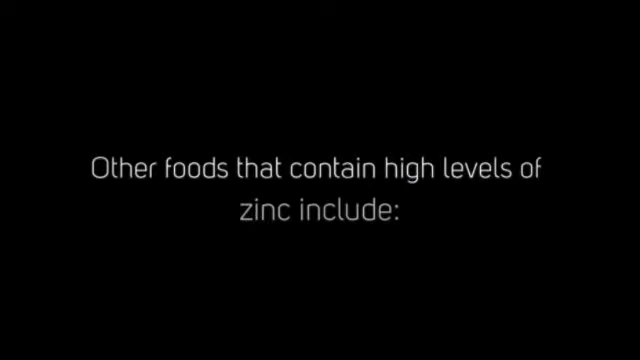 Other foods that contain high levels of
zinc include: